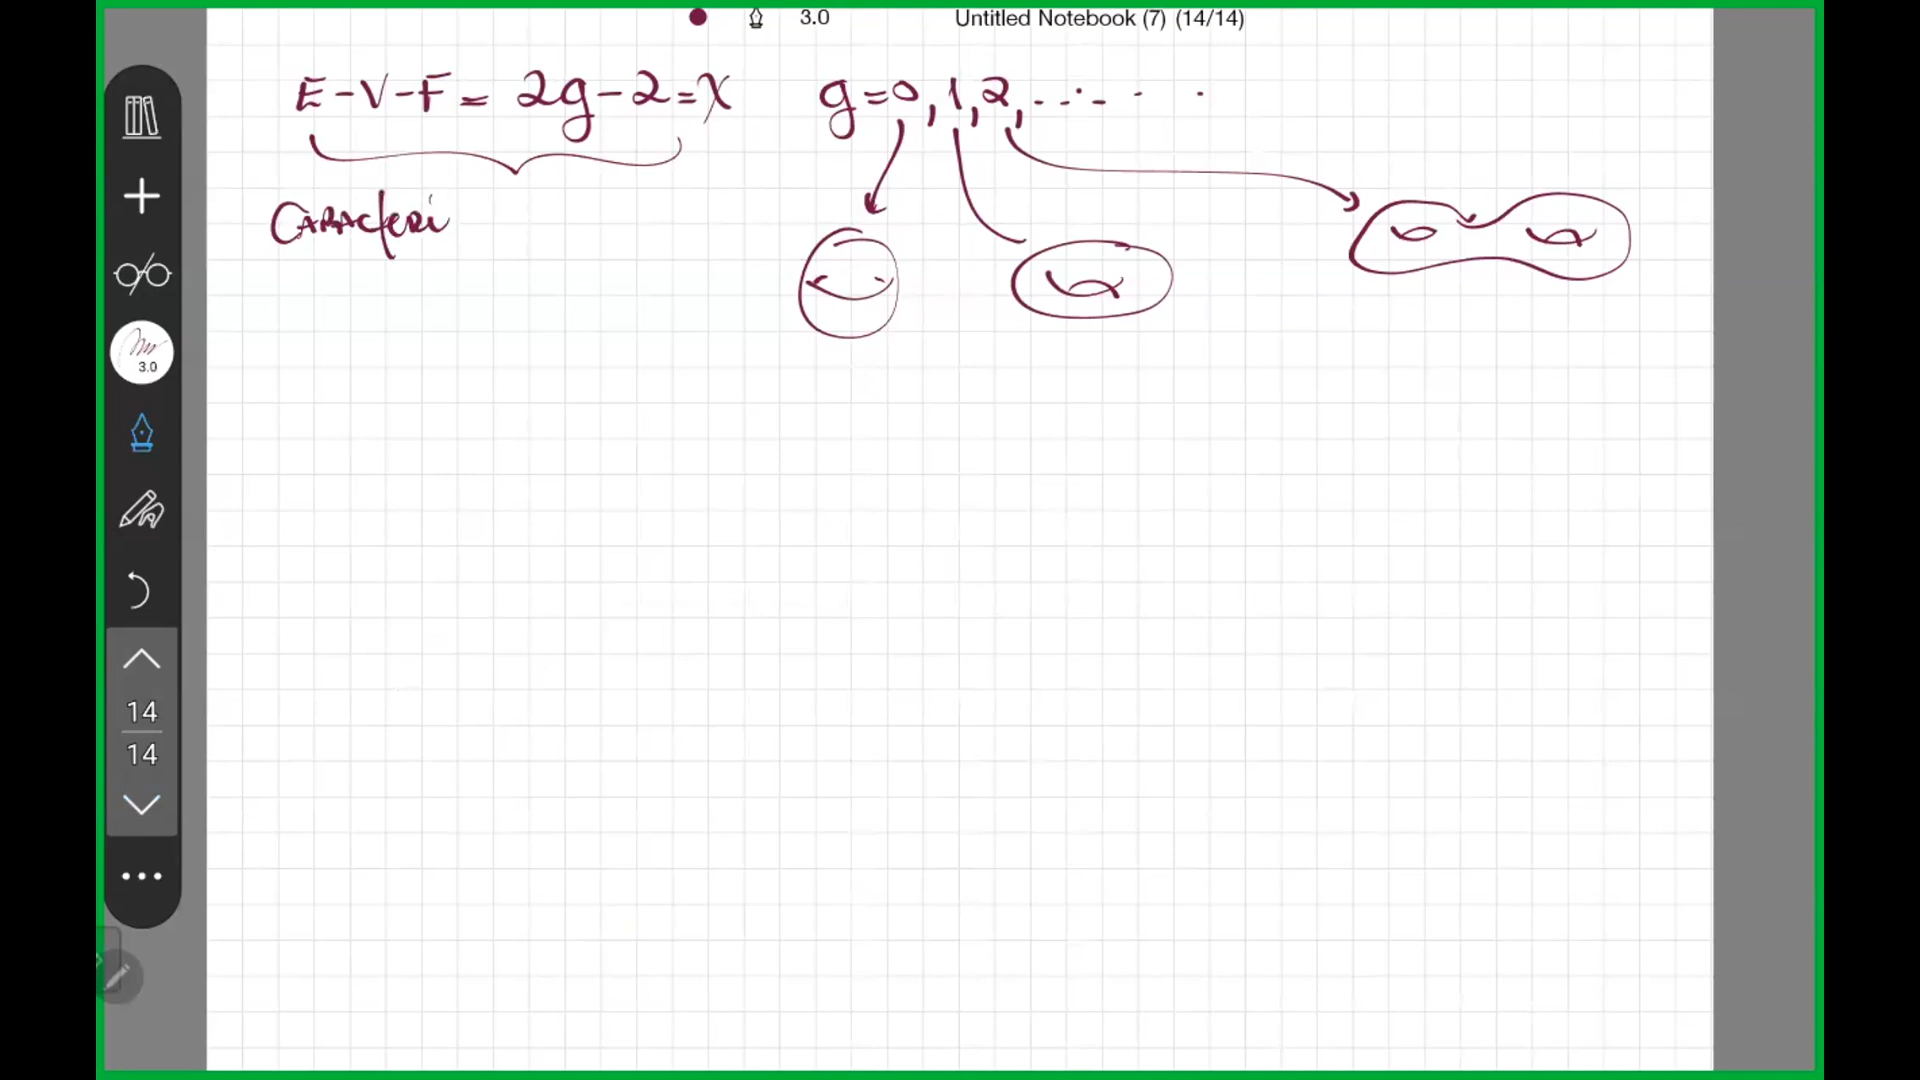 3.0 Untitled Notebook (7) (14/14)
E-V-F = 2g-2=χ g=0,1,2,.......
CARACTERI
3.0
14
14